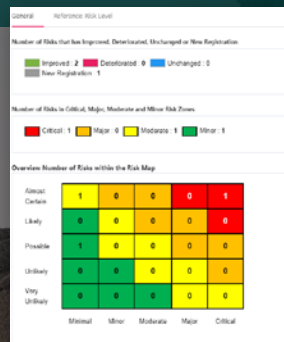 General Reference Risk Level
Number of Risks that has Improved, Deteriorated, Unchanged or New Registration
Improved : 2 Deteriorated : 0 Unchanged : 0
New Registration : 1
Number of Risks in Critical, Major, Moderate and Minor Risk Zones
Critical : 1 Major : 0 Moderate : 1 Minor : 1
Overview Number of Risks within the Risk Map
Almost
Certain 1 0 0 0 1
Likely 0 0 0 0 0
Possible 1 0 0 0 0
Unlikely 0 0 0 0 0
Very
Unlikely 0 0 0 0 0
Minimal Minor Moderate Major Critical